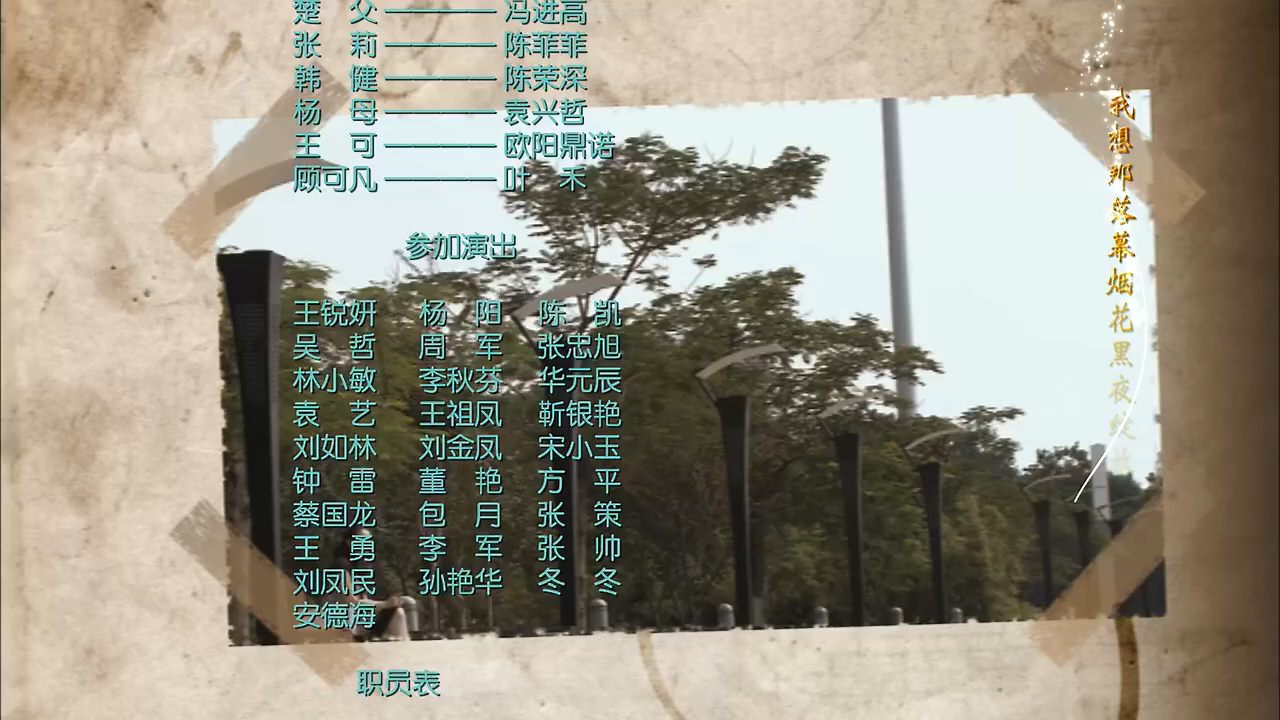 楚　父————冯进高
张　莉————陈菲菲
韩　健————陈荣深
杨　母————袁兴哲
王　可————欧阳鼎诺
顾可凡————叶　禾
参加演出
王锐妍　杨　阳　陈　凯
吴　哲　周　军　张忠旭
林小敏　李秋芬　华元辰
袁　艺　王祖凤　靳银艳
刘如林　刘金凤　宋小玉
钟　雷　董　艳　方　平
蔡国龙　包　月　张　策
王　勇　李　军　张　帅
刘凤民　孙艳华　冬　冬
安德海
职员表
我想那落幕烟花黑夜绽放